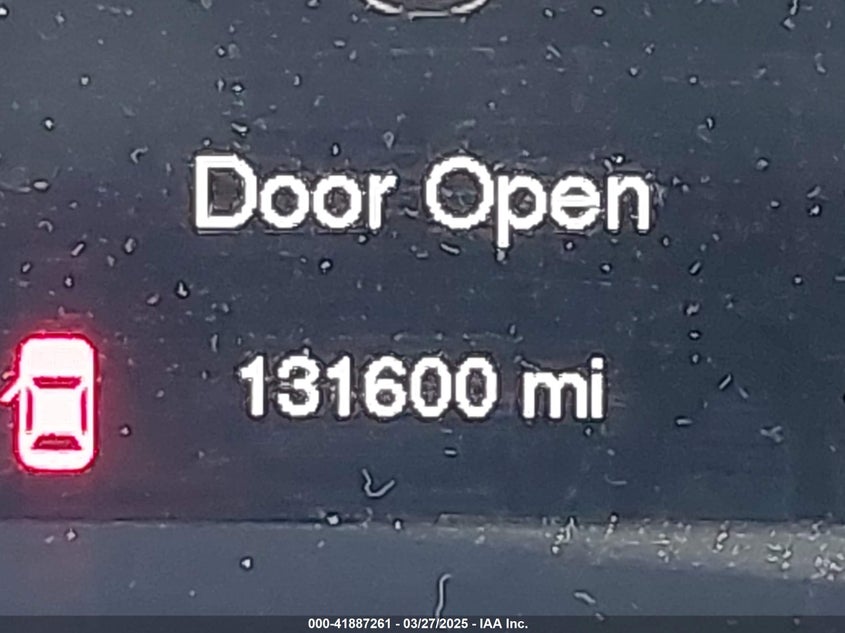 Door Open
131600 mi
000-41887261 - 03/27/2025 - IAA Inc.